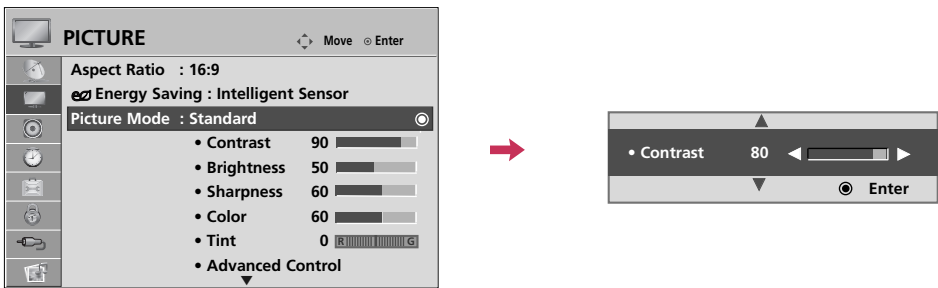 PICTURE
Move ⊙ Enter
Aspect Ratio : 16:9
Energy Saving : Intelligent Sensor
Picture Mode : Standard
• Contrast 90
• Brightness 50
• Sharpness 60
• Color 60
• Tint 0 R G
• Advanced Control
• Contrast 80
Enter